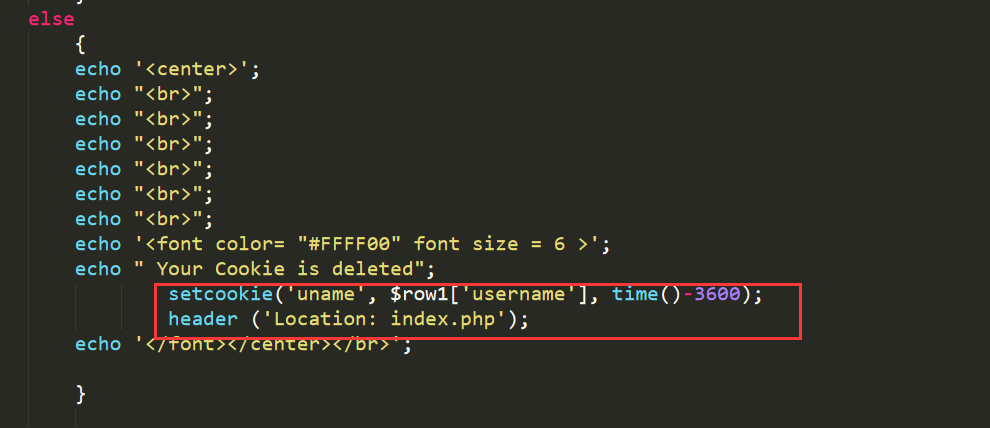 else
{
echo '<center>';
echo "<br>";
echo "<br>";
echo "<br>";
echo "<br>";
echo "<br>";
echo "<br>";
echo '<font color= "#FFFF00" font size = 6 >';
echo " Your Cookie is deleted";
setcookie('uname', $row1['username'], time()-3600);
header ('Location: index.php');
echo '</font></center></br>';
}